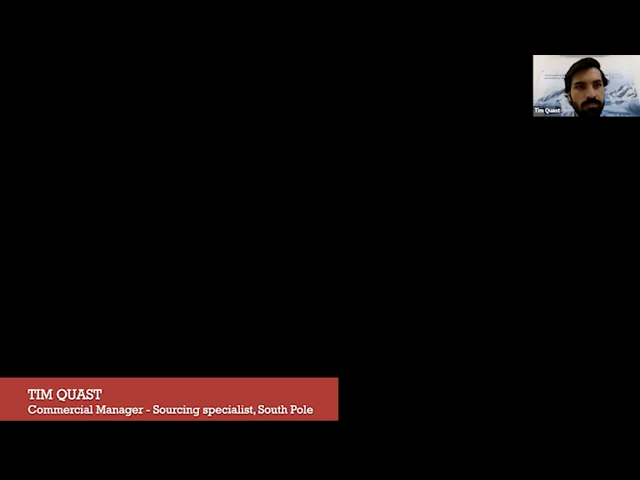 Tim Quast
TIM QUAST
Commercial Manager - Sourcing specialist, South Pole